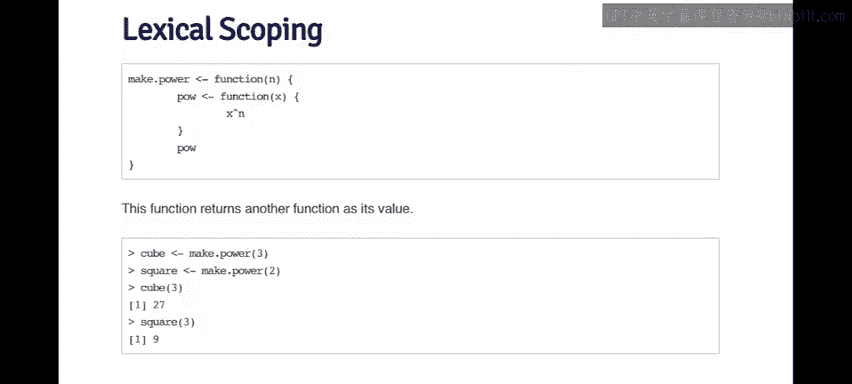 Lexical Scoping
make.power <- function(n) {
pow <- function(x) {
x^n
}
pow
}
This function returns another function as its value.
> cube <- make.power(3)
> square <- make.power(2)
> cube(3)
[1] 27
> square(3)
[1] 9